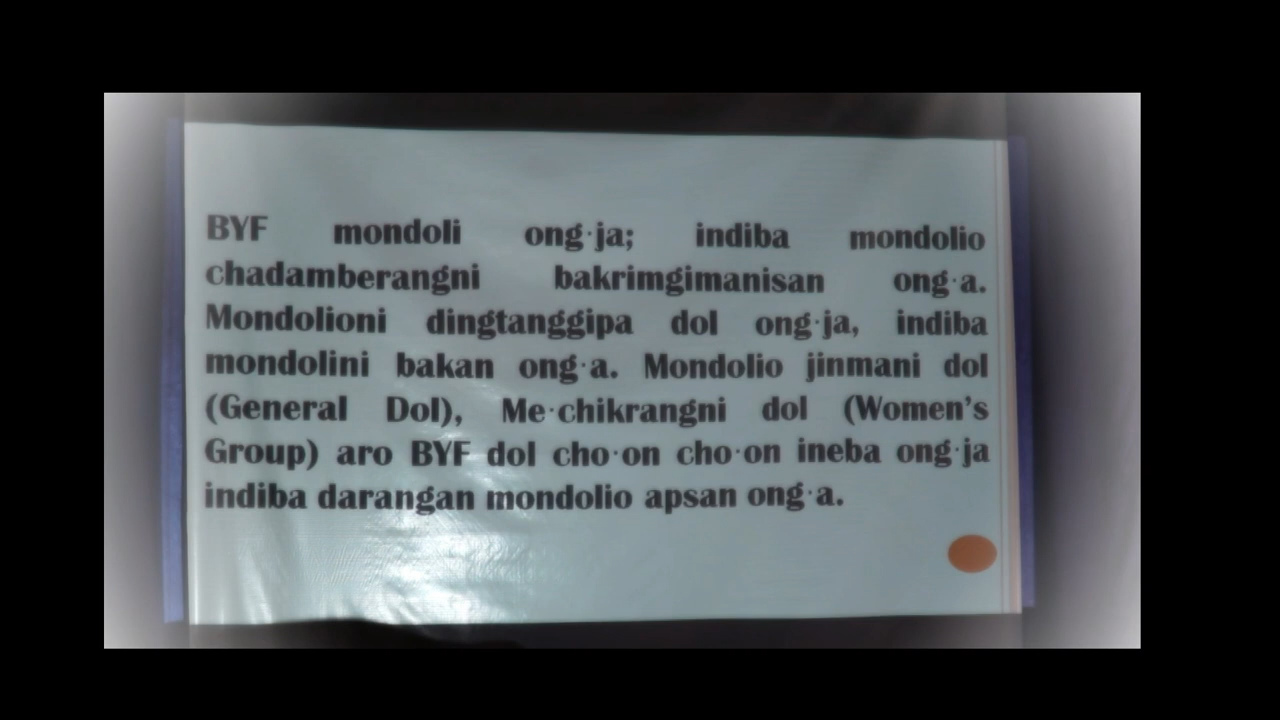 BYF mondoli ong·ja; indiba mondolio
chadamberangni bakrimgimanisan ong·a.
Mondolioni dingtanggipa dol ong·ja, indiba
mondolini bakan ong·a. Mondolio jinmani dol
(General Dol), Me·chikrangni dol (Women's
Group) aro BYF dol cho·on cho·on ineba ong·ja
indiba darangan mondolio apsan ong·a.